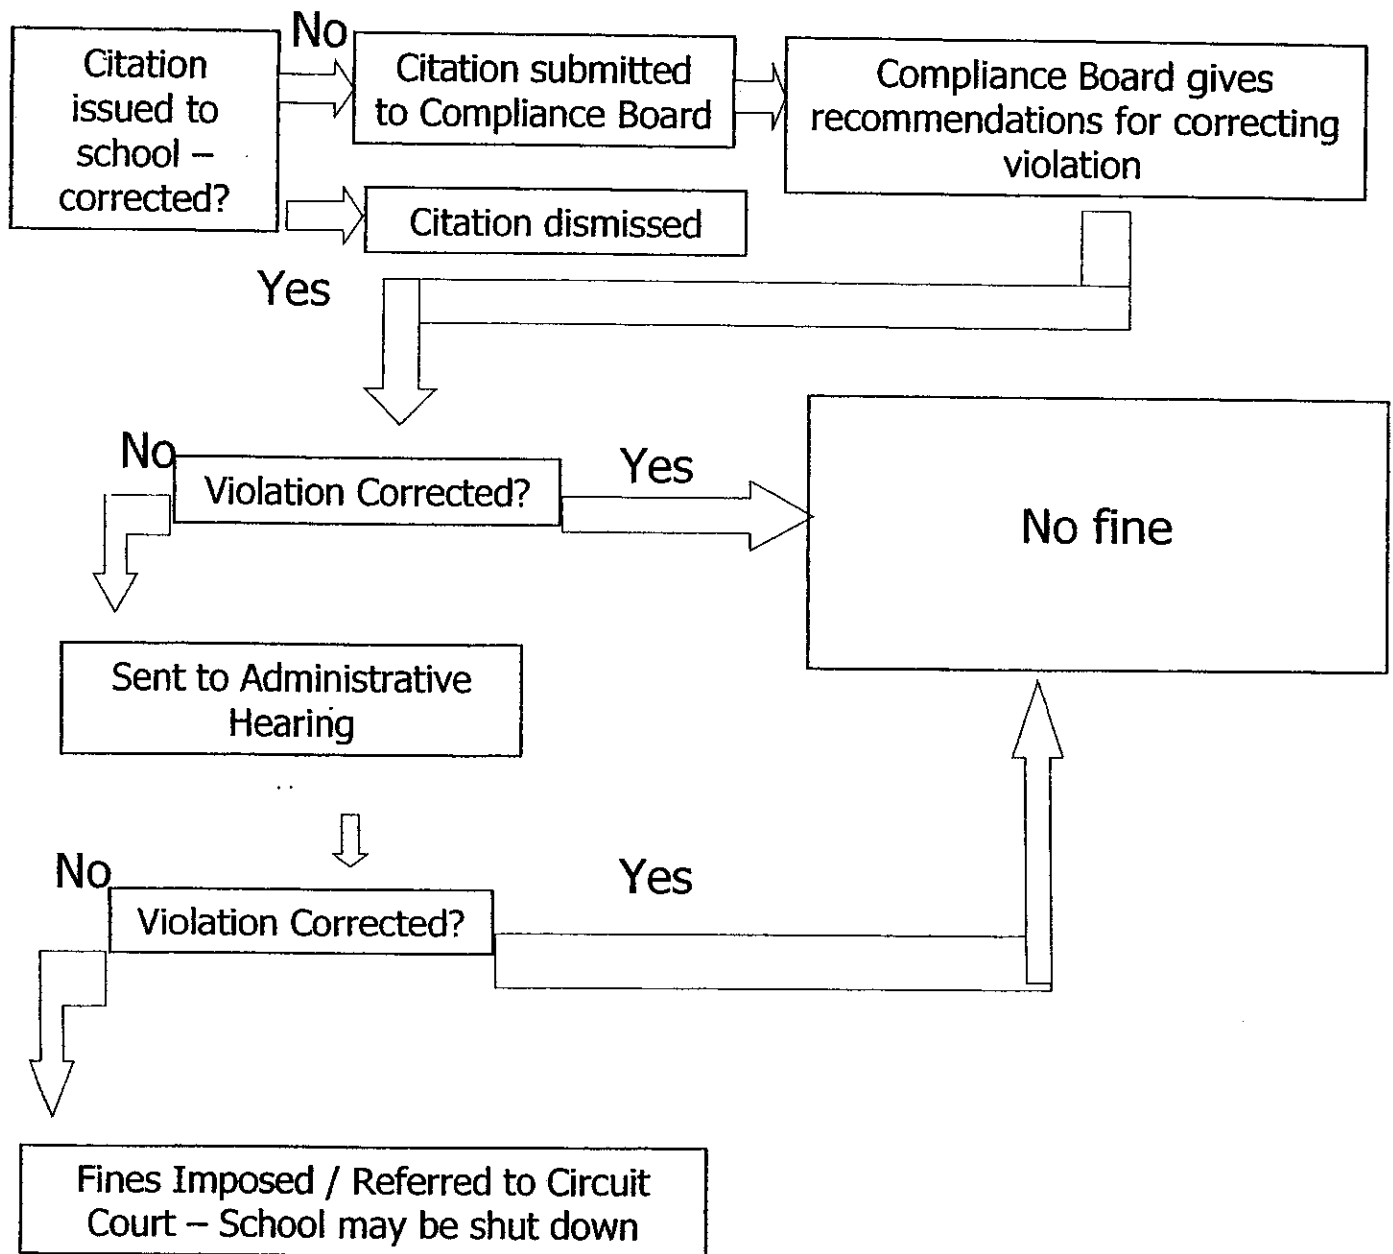 No
Citation
issued to
school –
corrected?
Citation submitted
to Compliance Board
Compliance Board gives
recommendations for correcting
violation
Citation dismissed
Yes
No
Violation Corrected?
Yes
No fine
Sent to Administrative
Hearing
No
Violation Corrected?
Yes
Fines Imposed / Referred to Circuit
Court – School may be shut down